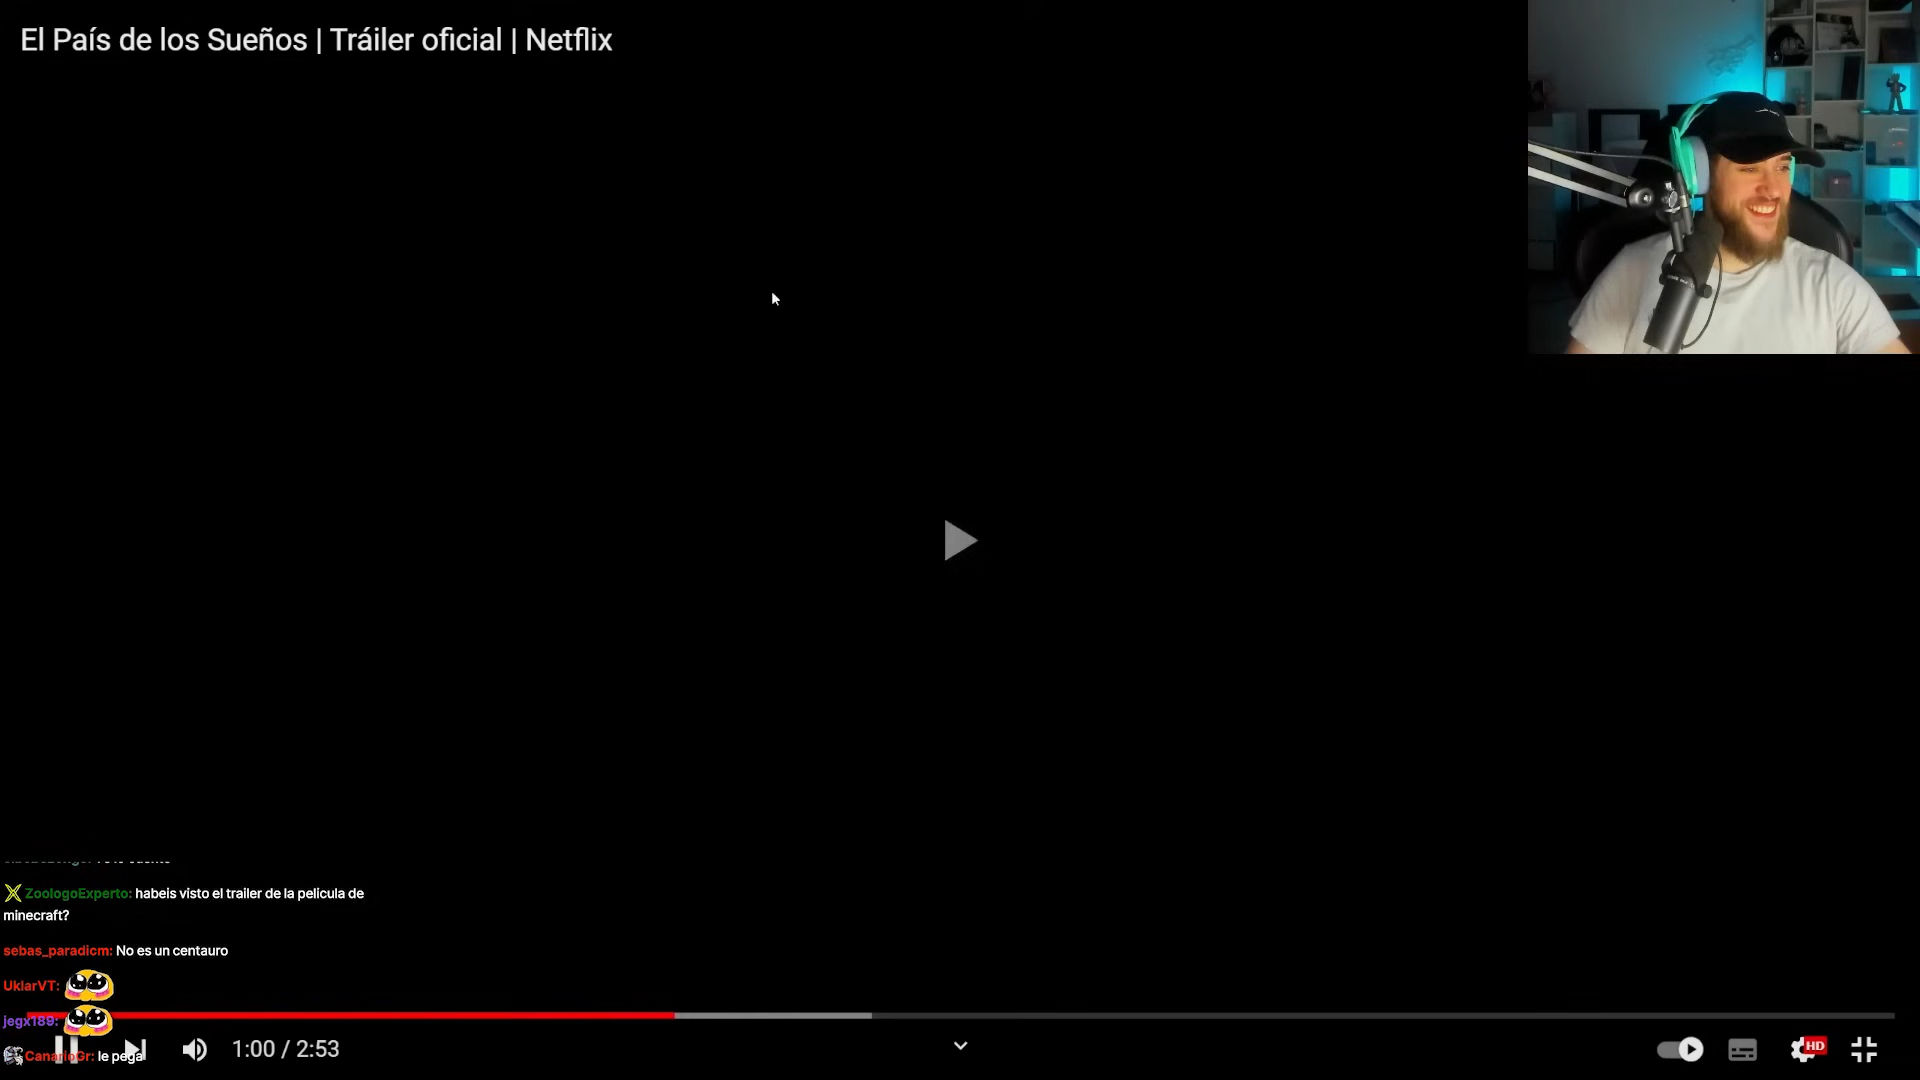 El País de los Sueños | Tráiler oficial | Netflix
ZoologoExperto: habeis visto el trailer de la pelicula de
minecraft?
sebas_paradicm: No es un centauro
UklarVT:
jegx189:
CanarioGr: le pega
1:00 / 2:53
HD